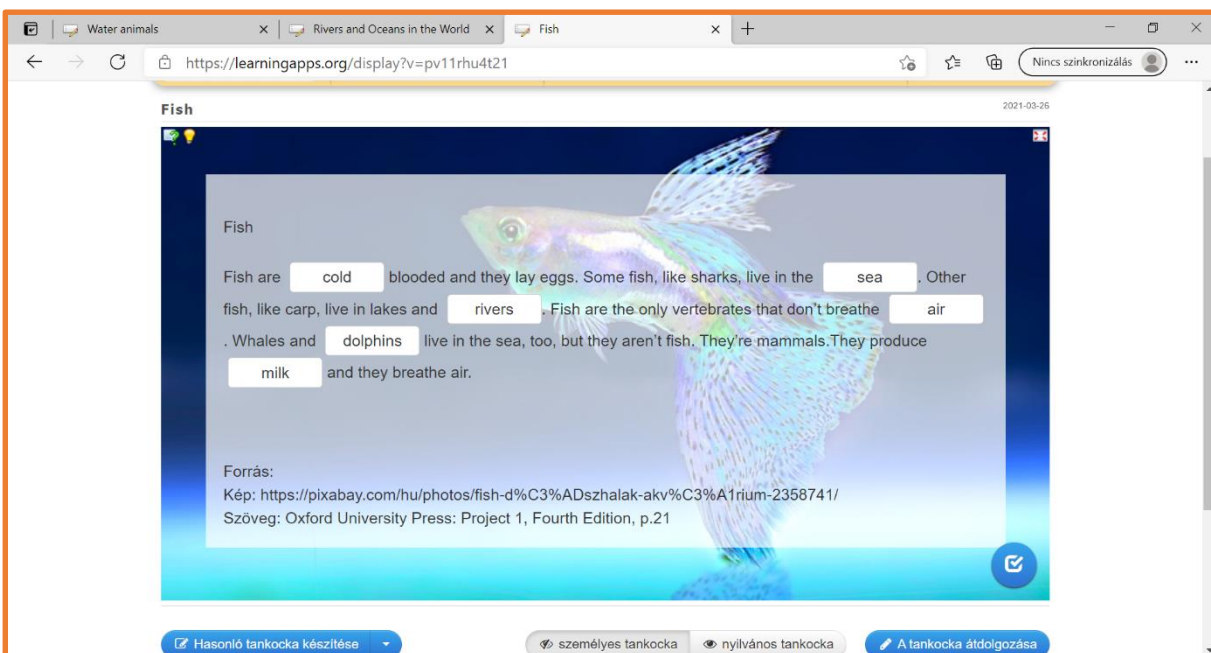 Water animals
Rivers and Oceans in the World
Fish
https://learningapps.org/display?v=pv11rhu4t21
Nincs szinkronizálás
Fish
2021-03-26
Fish
Fish are cold blooded and they lay eggs. Some fish, like sharks, live in the sea . Other
fish, like carp, live in lakes and rivers . Fish are the only vertebrates that don't breathe air
. Whales and dolphins live in the sea, too, but they aren't fish. They're mammals.They produce
milk and they breathe air.
Forrás:
Kép: https://pixabay.com/hu/photos/fish-d%C3%ADszhalak-akv%C3%A1rium-2358741/
Szöveg: Oxford University Press: Project 1, Fourth Edition, p.21
Hasonló tankocka készítése
személyes tankocka
nyilvános tankocka
A tankocka átdolgozása